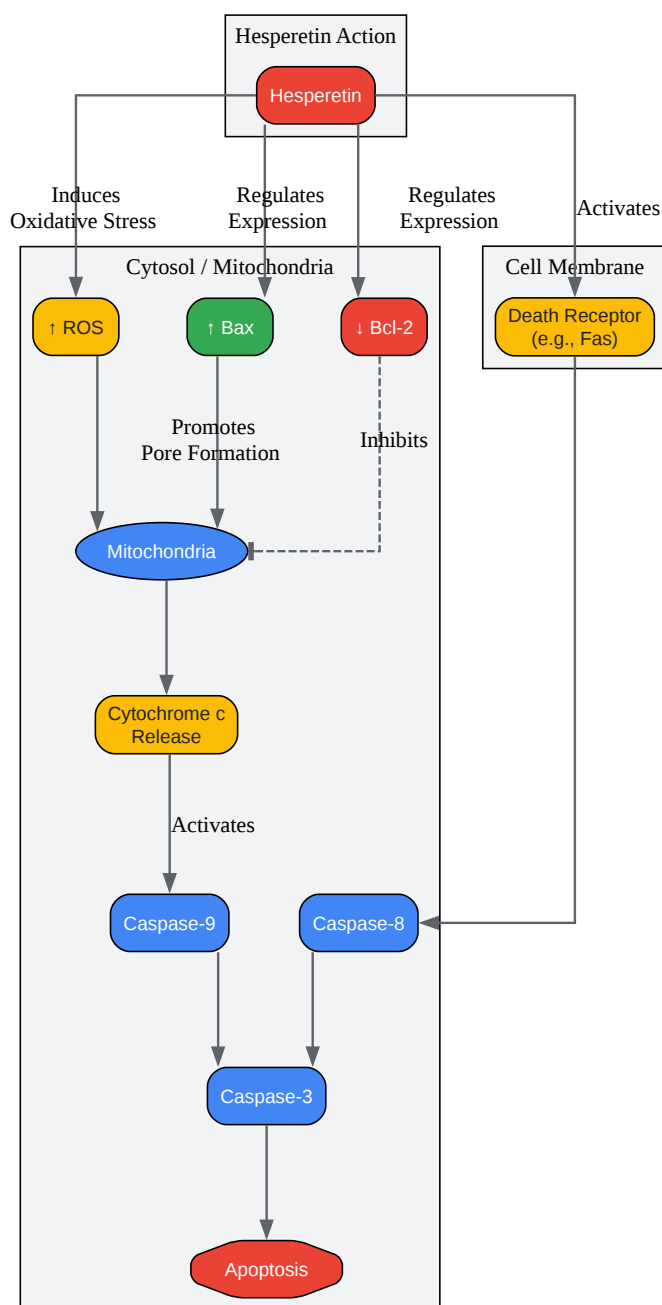 Hesperetin Action
Hesperetin
Induces
Oxidative Stress
Regulates
Expression
Regulates
Expression
Activates
Cytosol / Mitochondria
Cell Membrane
↑ ROS
↑ Bax
↓ Bcl-2
Death Receptor
(e.g., Fas)
Promotes
Pore Formation
Inhibits
Mitochondria
Cytochrome c
Release
Activates
Caspase-9
Caspase-8
Caspase-3
Apoptosis